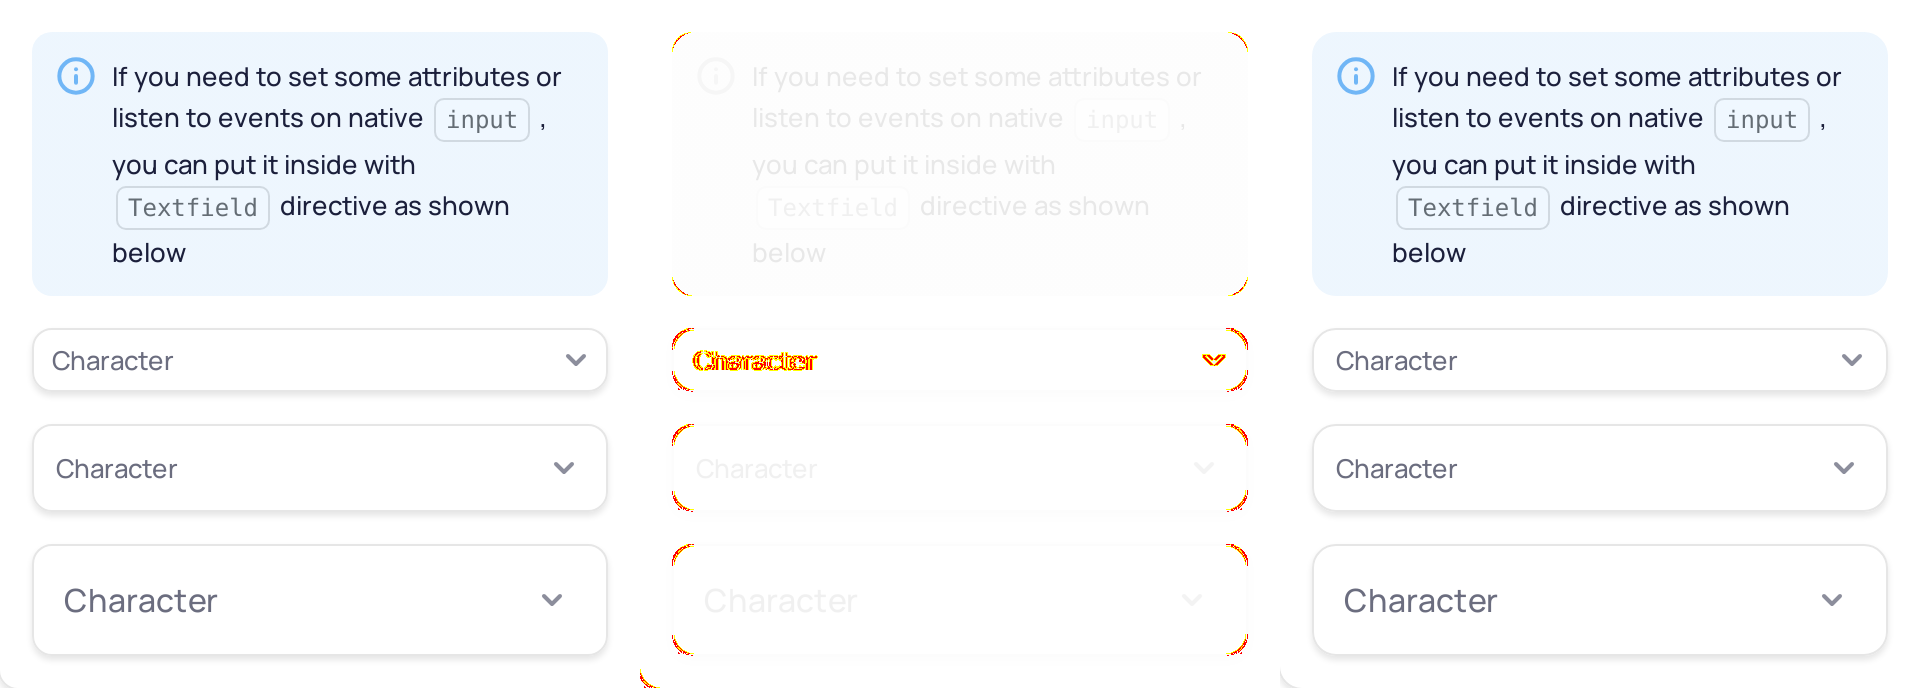 If you need to set some attributes or
listen to events on native input ,
you can put it inside with
Textfield directive as shown
below
Character
Character
Character
If you need to set some attributes or
listen to events on native input ,
you can put it inside with
Textfield directive as shown
below
Character
Character
Character
If you need to set some attributes or
listen to events on native input ,
you can put it inside with
Textfield directive as shown
below
Character
Character
Character